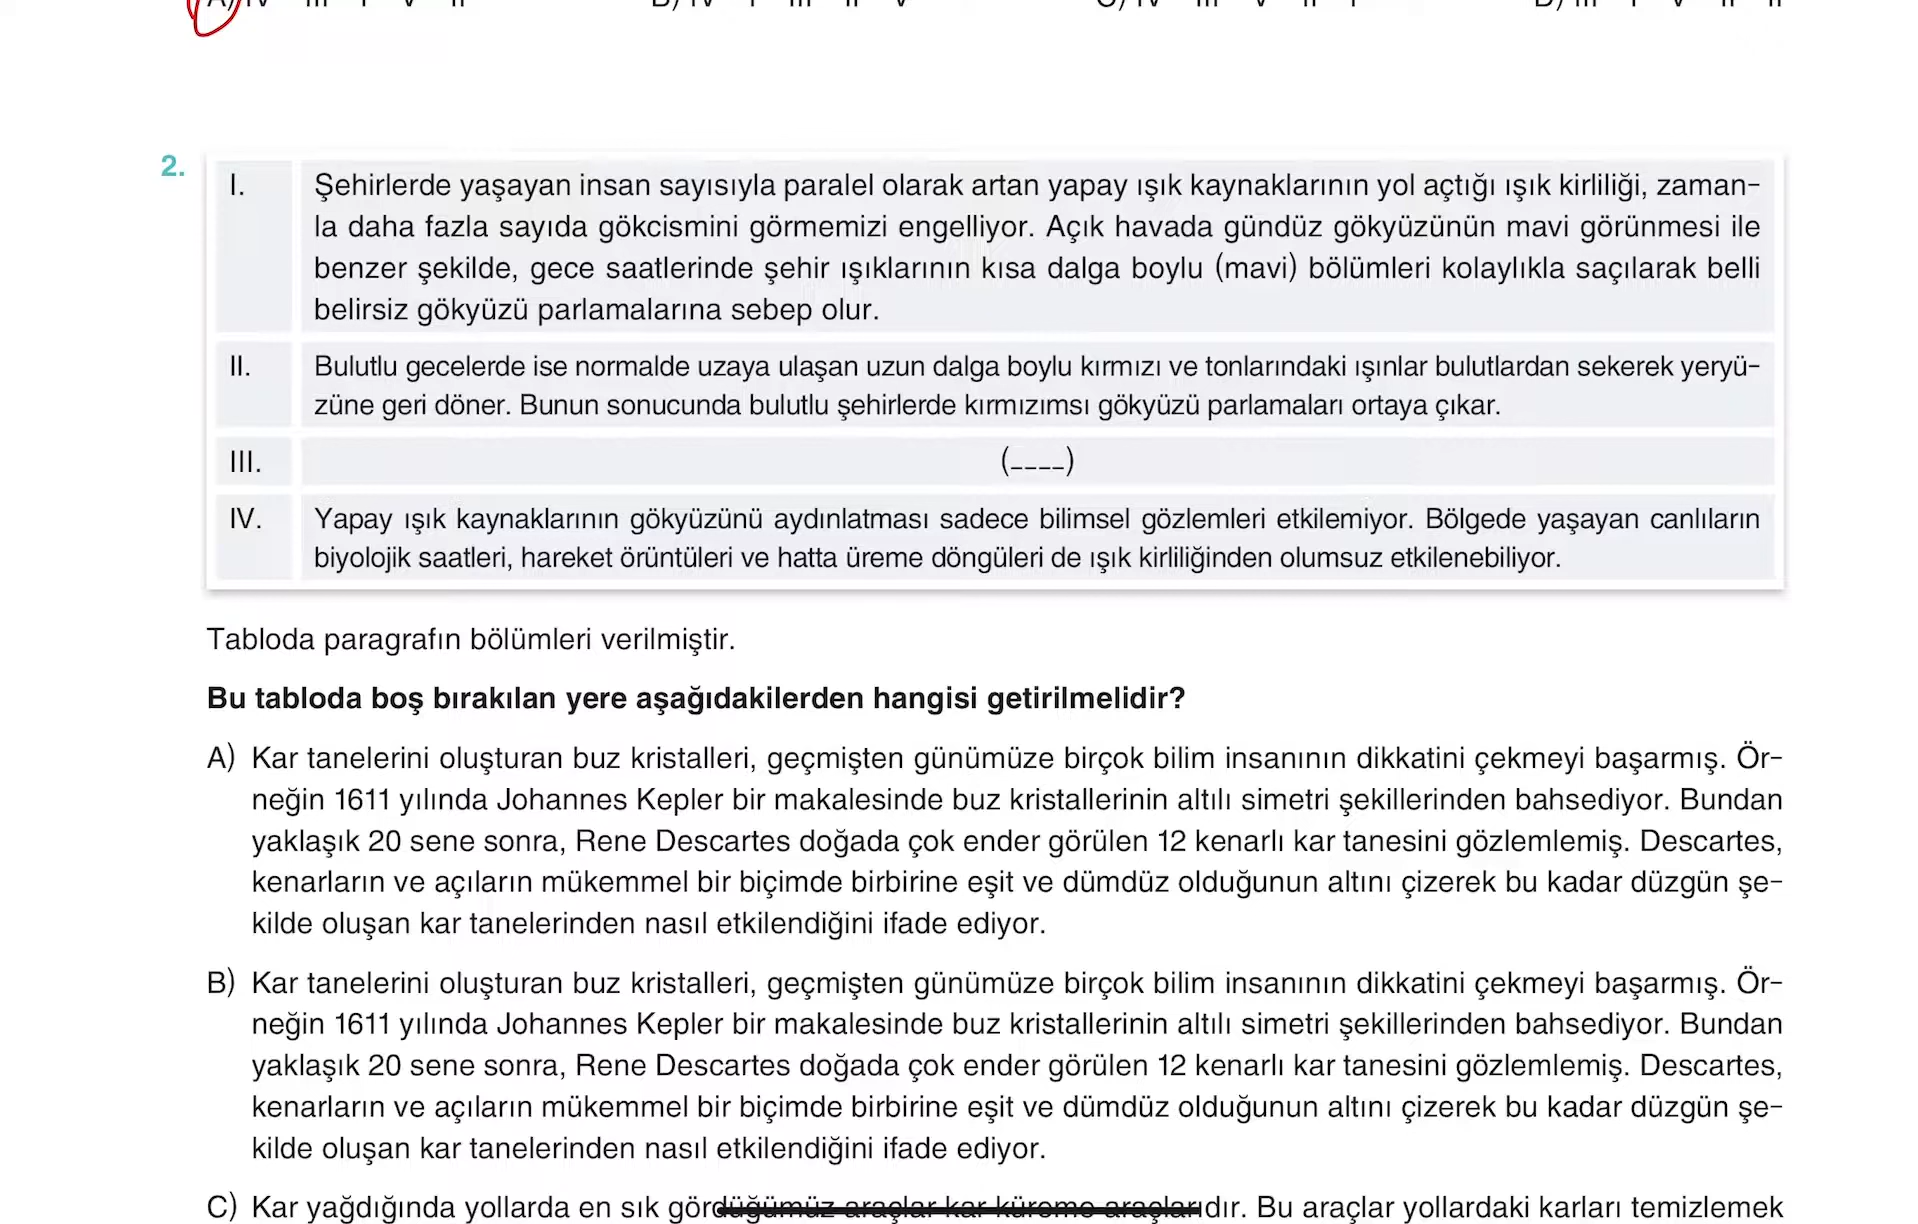 A) IV – III – I – V – II B) IV – I – III – II – V C) IV – III – V – II – I D) III – I – V – II – II
2.
I. Şehirlerde yaşayan insan sayısıyla paralel olarak artan yapay ışık kaynaklarının yol açtığı ışık kirliliği, zaman-
la daha fazla sayıda gökcismini görmemizi engelliyor. Açık havada gündüz gökyüzünün mavi görünmesi ile
benzer şekilde, gece saatlerinde şehir ışıklarının kısa dalga boylu (mavi) bölümleri kolaylıkla saçılarak belli
belirsiz gökyüzü parlamalarına sebep olur.
II. Bulutlu gecelerde ise normalde uzaya ulaşan uzun dalga boylu kırmızı ve tonlarındaki ışınlar bulutlardan sekerek yeryü-
züne geri döner. Bunun sonucunda bulutlu şehirlerde kırmızımsı gökyüzü parlamaları ortaya çıkar.
III. (____)
IV. Yapay ışık kaynaklarının gökyüzünü aydınlatması sadece bilimsel gözlemleri etkilemiyor. Bölgede yaşayan canlıların
biyolojik saatleri, hareket örüntüleri ve hatta üreme döngüleri de ışık kirliliğinden olumsuz etkilenebiliyor.
Tabloda paragrafın bölümleri verilmiştir.
Bu tabloda boş bırakılan yere aşağıdakilerden hangisi getirilmelidir?
A) Kar tanelerini oluşturan buz kristalleri, geçmişten günümüze birçok bilim insanının dikkatini çekmeyi başarmış. Ör-
neğin 1611 yılında Johannes Kepler bir makalesinde buz kristallerinin altılı simetri şekillerinden bahsediyor. Bundan
yaklaşık 20 sene sonra, Rene Descartes doğada çok ender görülen 12 kenarlı kar tanesini gözlemlemiş. Descartes,
kenarların ve açıların mükemmel bir biçimde birbirine eşit ve dümdüz olduğunun altını çizerek bu kadar düzgün şe-
kilde oluşan kar tanelerinden nasıl etkilendiğini ifade ediyor.
B) Kar tanelerini oluşturan buz kristalleri, geçmişten günümüze birçok bilim insanının dikkatini çekmeyi başarmış. Ör-
neğin 1611 yılında Johannes Kepler bir makalesinde buz kristallerinin altılı simetri şekillerinden bahsediyor. Bundan
yaklaşık 20 sene sonra, Rene Descartes doğada çok ender görülen 12 kenarlı kar tanesini gözlemlemiş. Descartes,
kenarların ve açıların mükemmel bir biçimde birbirine eşit ve dümdüz olduğunun altını çizerek bu kadar düzgün şe-
kilde oluşan kar tanelerinden nasıl etkilendiğini ifade ediyor.
C) Kar yağdığında yollarda en sık gördüğümüz araçlar kar küreme araçlarıdır. Bu araçlar yollardaki karları temizlemek